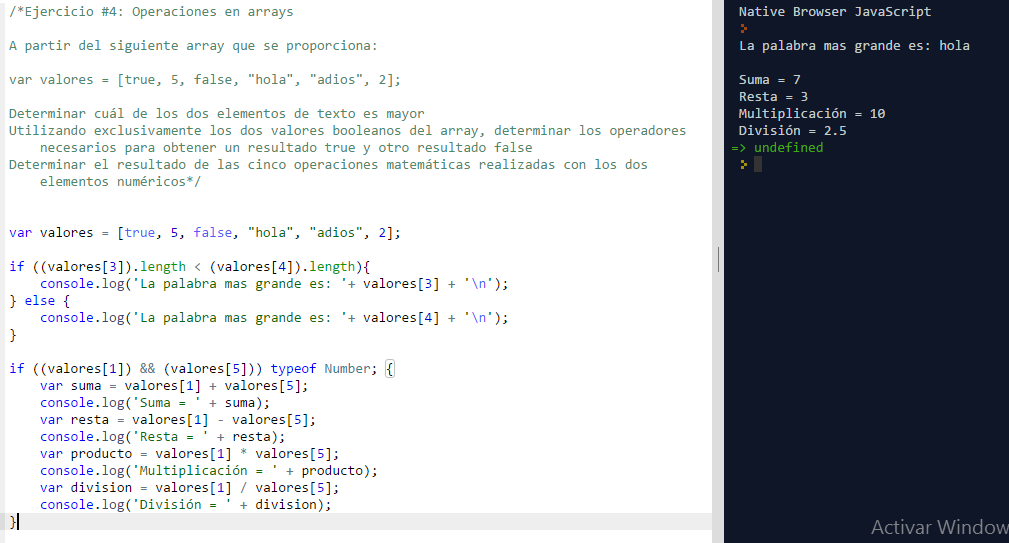 /*Ejercicio #4: Operaciones en arrays
A partir del siguiente array que se proporciona:
var valores = [true, 5, false, "hola", "adios", 2];
Determinar cuál de los dos elementos de texto es mayor
Utilizando exclusivamente los dos valores booleanos del array, determinar los operadores
necesarios para obtener un resultado true y otro resultado false
Determinar el resultado de las cinco operaciones matemáticas realizadas con los dos
elementos numéricos*/
var valores = [true, 5, false, "hola", "adios", 2];
if ((valores[3]).length < (valores[4]).length){
console.log('La palabra mas grande es: '+ valores[3] + '\n');
} else {
console.log('La palabra mas grande es: '+ valores[4] + '\n');
}
if ((valores[1]) && (valores[5])) typeof Number; {
var suma = valores[1] + valores[5];
console.log('Suma = ' + suma);
var resta = valores[1] - valores[5];
console.log('Resta = ' + resta);
var producto = valores[1] * valores[5];
console.log('Multiplicación = ' + producto);
var division = valores[1] / valores[5];
console.log('División = ' + division);
}
Native Browser JavaScript
La palabra mas grande es: hola
Suma = 7
Resta = 3
Multiplicación = 10
División = 2.5
=> undefined
Activar Window